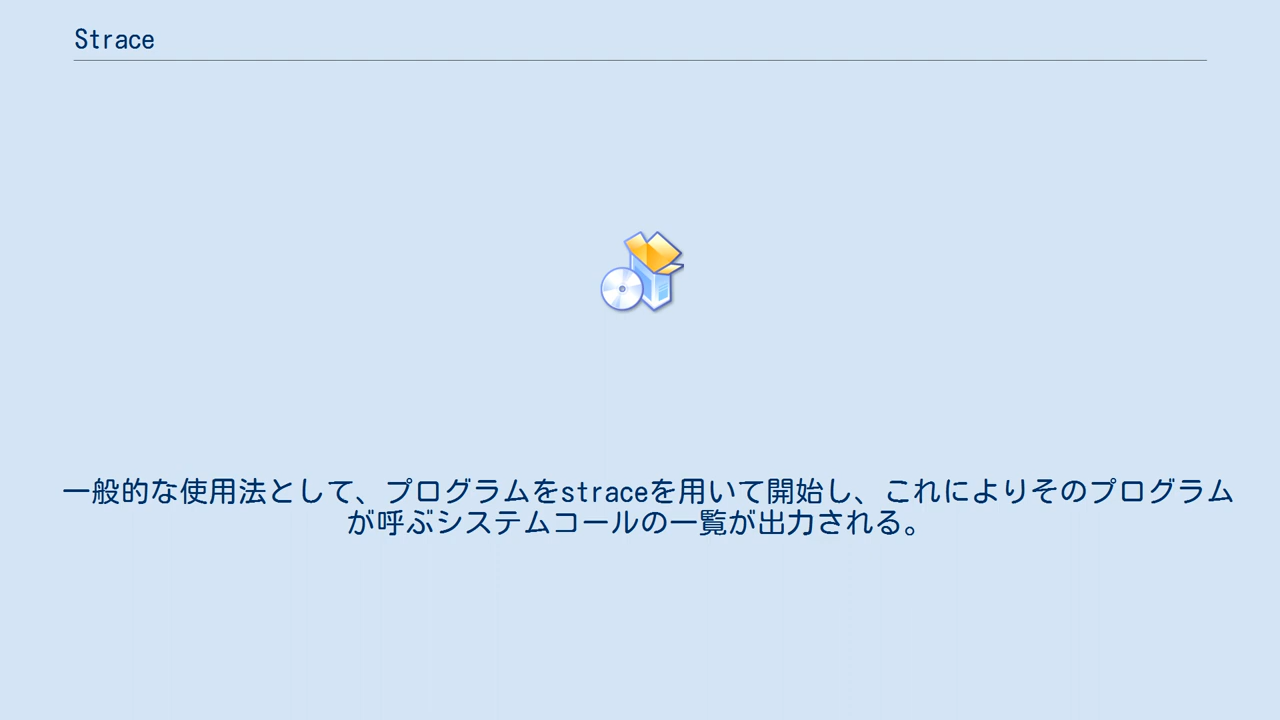 Strace
一般的な使用法として、プログラムをstraceを用いて開始し、これによりそのプログラム
が呼ぶシステムコールの一覧が出力される。